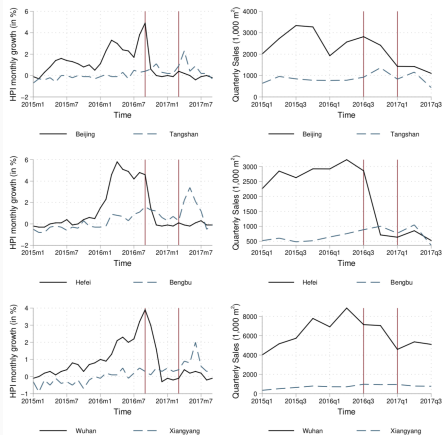 HPI monthly growth (in %)
6
4
2
0
−2
2015m1 2015m7 2016m1 2016m7 2017m1 2017m7
Time
Beijing Tangshan
Quarterly Sales (1,000 m²)
4000
3000
2000
1000
0
2015q1 2015q3 2016q1 2016q3 2017q1 2017q3
Time
Beijing Tangshan
HPI monthly growth (in %)
6
4
2
0
−2
2015m1 2015m7 2016m1 2016m7 2017m1 2017m7
Time
Hefei Bengbu
Quarterly Sales (1,000 m²)
3000
2500
2000
1500
1000
500
2015q1 2015q3 2016q1 2016q3 2017q1 2017q3
Time
Hefei Bengbu
HPI monthly growth (in %)
4
3
2
1
0
−1
2015m1 2015m7 2016m1 2016m7 2017m1 2017m7
Time
Wuhan Xiangyang
Quarterly Sales (1,000 m²)
8000
6000
4000
2000
0
2015q1 2015q3 2016q1 2016q3 2017q1 2017q3
Time
Wuhan Xiangyang